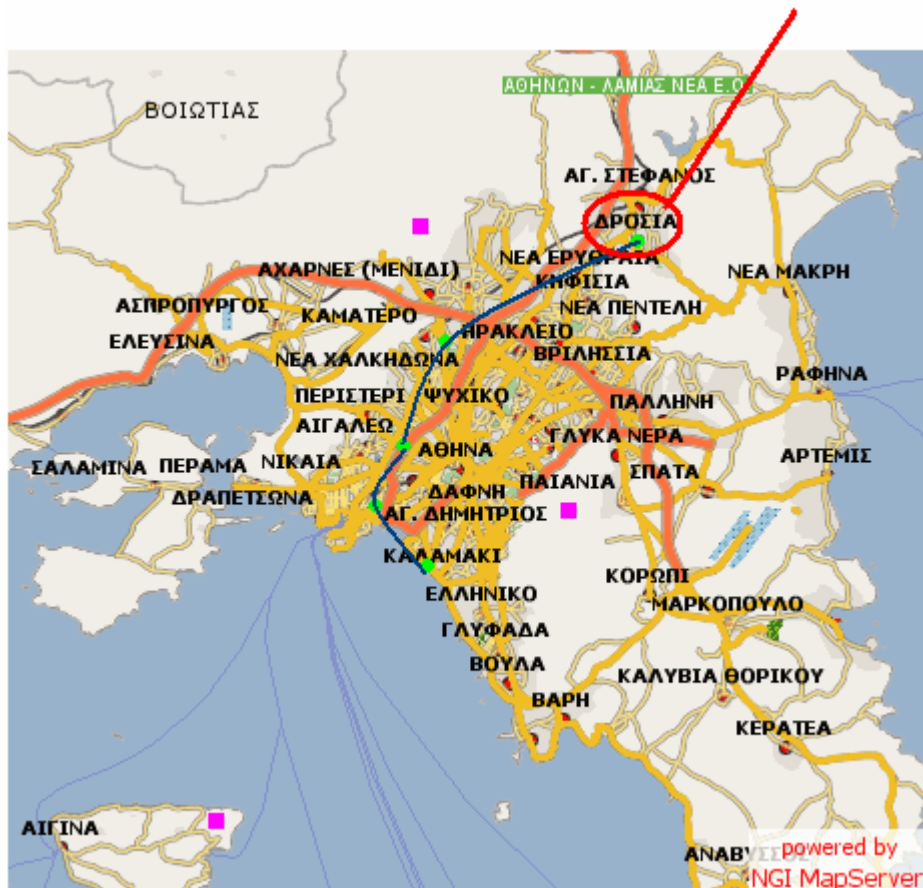 ΑΘΗΝΩΝ - ΛΑΜΙΑΣ ΝΕΑ Ε.Ο
ΒΟΙΩΤΙΑΣ
ΑΓ. ΣΤΕΦΑΝΟΣ
ΔΡΟΣΙΑ
ΝΕΑ ΕΡΥΘΡΑΙΑ
ΑΧΑΡΝΕΣ (ΜΕΝΙΔΙ)
ΚΗΦΙΣΙΑ
ΝΕΑ ΜΑΚΡΗ
ΑΣΠΡΟΠΥΡΓΟΣ
ΚΑΜΑΤΕΡΟ
ΝΕΑ ΠΕΝΤΕΛΗ
ΕΛΕΥΣΙΝΑ
ΗΡΑΚΛΕΙΟ
ΝΕΑ ΧΑΛΚΗΔΩΝΑ
ΒΡΙΛΗΣΣΙΑ
ΡΑΦΗΝΑ
ΠΕΡΙΣΤΕΡΙ
ΨΥΧΙΚΟ
ΠΑΛΛΗΝΗ
ΑΙΓΑΛΕΩ
ΓΛΥΚΑ ΝΕΡΑ
ΑΘΗΝΑ
ΑΡΤΕΜΙΣ
ΝΙΚΑΙΑ
ΣΑΛΑΜΙΝΑ
ΠΕΡΑΜΑ
ΣΠΑΤΑ
ΔΑΦΝΗ
ΠΑΙΑΝΙΑ
ΔΡΑΠΕΤΣΩΝΑ
ΑΓ. ΔΗΜΗΤΡΙΟΣ
ΚΑΛΑΜΑΚΙ
ΚΟΡΩΠΙ
ΕΛΛΗΝΙΚΟ
ΜΑΡΚΟΠΟΥΛΟ
ΓΛΥΦΑΔΑ
ΒΟΥΛΑ
ΚΑΛΥΒΙΑ ΘΟΡΙΚΟΥ
ΒΑΡΗ
ΚΕΡΑΤΕΑ
ΑΙΓΙΝΑ
ΑΝΑΒΥΣΣΟΣ
powered by
NGI MapServer